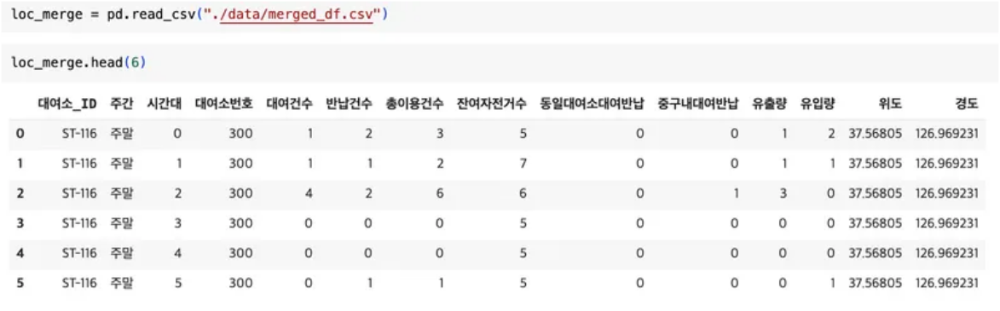 loc_merge = pd.read_csv("./data/merged_df.csv")
loc_merge.head(6)
대여소_ID 주간 시간대 대여소번호 대여건수 반납건수 총이용건수 잔여자전거수 동일대여소대여반납 중구내대여반납 유출량 유입량 위도 경도
0 ST-116 주말 0 300 1 2 3 5 0 0 1 2 37.56805 126.969231
1 ST-116 주말 1 300 1 1 2 7 0 0 1 1 37.56805 126.969231
2 ST-116 주말 2 300 4 2 6 6 0 1 3 0 37.56805 126.969231
3 ST-116 주말 3 300 0 0 0 5 0 0 0 0 37.56805 126.969231
4 ST-116 주말 4 300 0 0 0 5 0 0 0 0 37.56805 126.969231
5 ST-116 주말 5 300 0 1 1 5 0 0 0 1 37.56805 126.969231